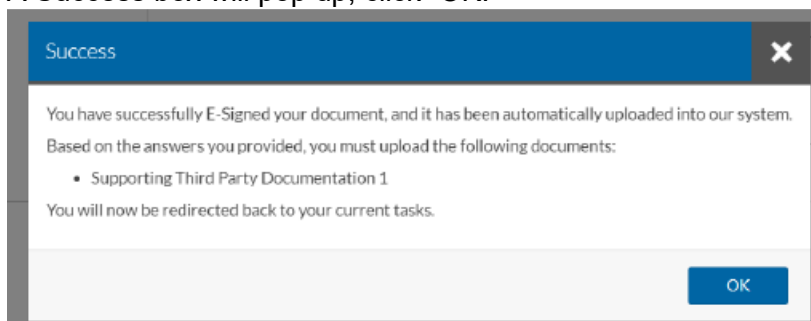 A Success box will pop up, click "OK."
Success
You have successfully E-Signed your document, and it has been automatically uploaded into our system.
Based on the answers you provided, you must upload the following documents:
• Supporting Third Party Documentation 1
You will now be redirected back to your current tasks.
OK